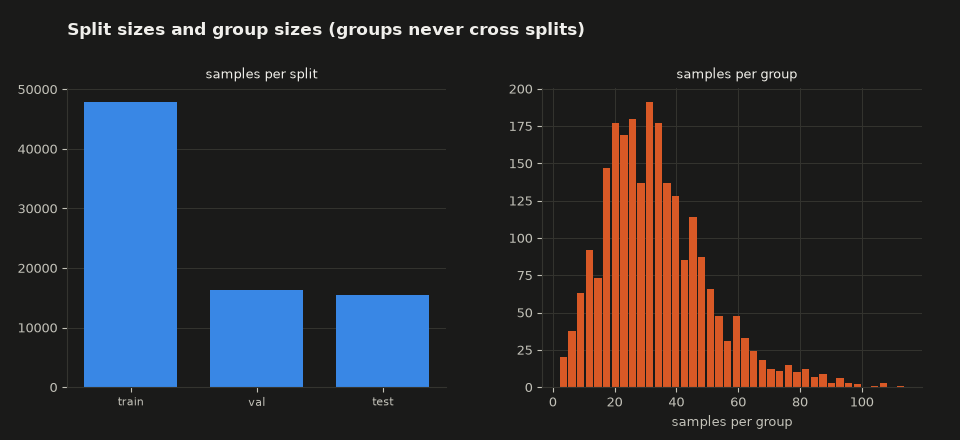 Split sizes and group sizes (groups never cross splits)
samples per split
50000
40000
30000
20000
10000
0
train val test
samples per group
200
175
150
125
100
75
50
25
0
0 20 40 60 80 100
samples per group